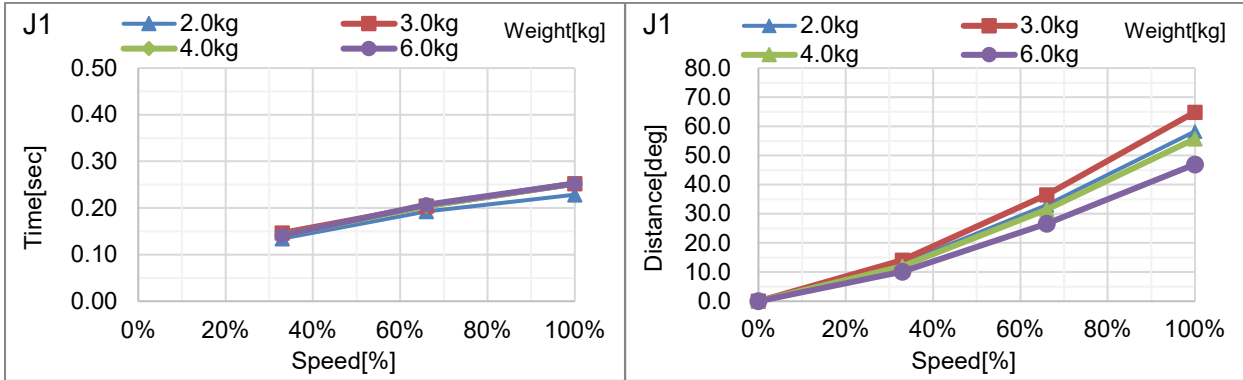 J1
2.0kg 3.0kg
4.0kg 6.0kg
Weight[kg]
0.50
0.40
0.30
0.20
0.10
0.00
Time[sec]
0% 20% 40% 60% 80% 100%
Speed[%]
J1
2.0kg 3.0kg
4.0kg 6.0kg
Weight[kg]
80.0
70.0
60.0
50.0
40.0
30.0
20.0
10.0
0.0
Distance[deg]
0% 20% 40% 60% 80% 100%
Speed[%]